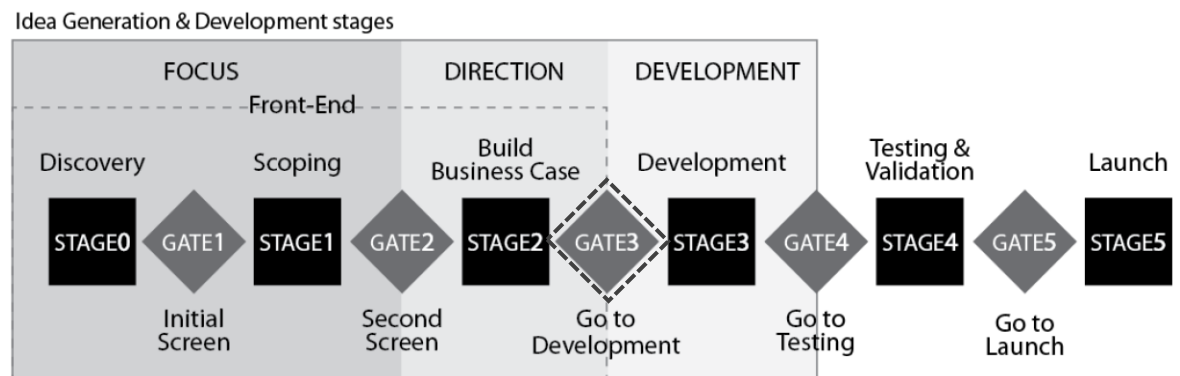 Idea Generation & Development stages
FOCUS
DIRECTION
DEVELOPMENT
Front-End
Discovery
Scoping
Build
Business Case
Development
Testing &
Validation
Launch
STAGE0
GATE1
STAGE1
GATE2
STAGE2
GATE3
STAGE3
GATE4
STAGE4
GATE5
STAGE5
Initial
Screen
Second
Screen
Go to
Development
Go to
Testing
Go to
Launch